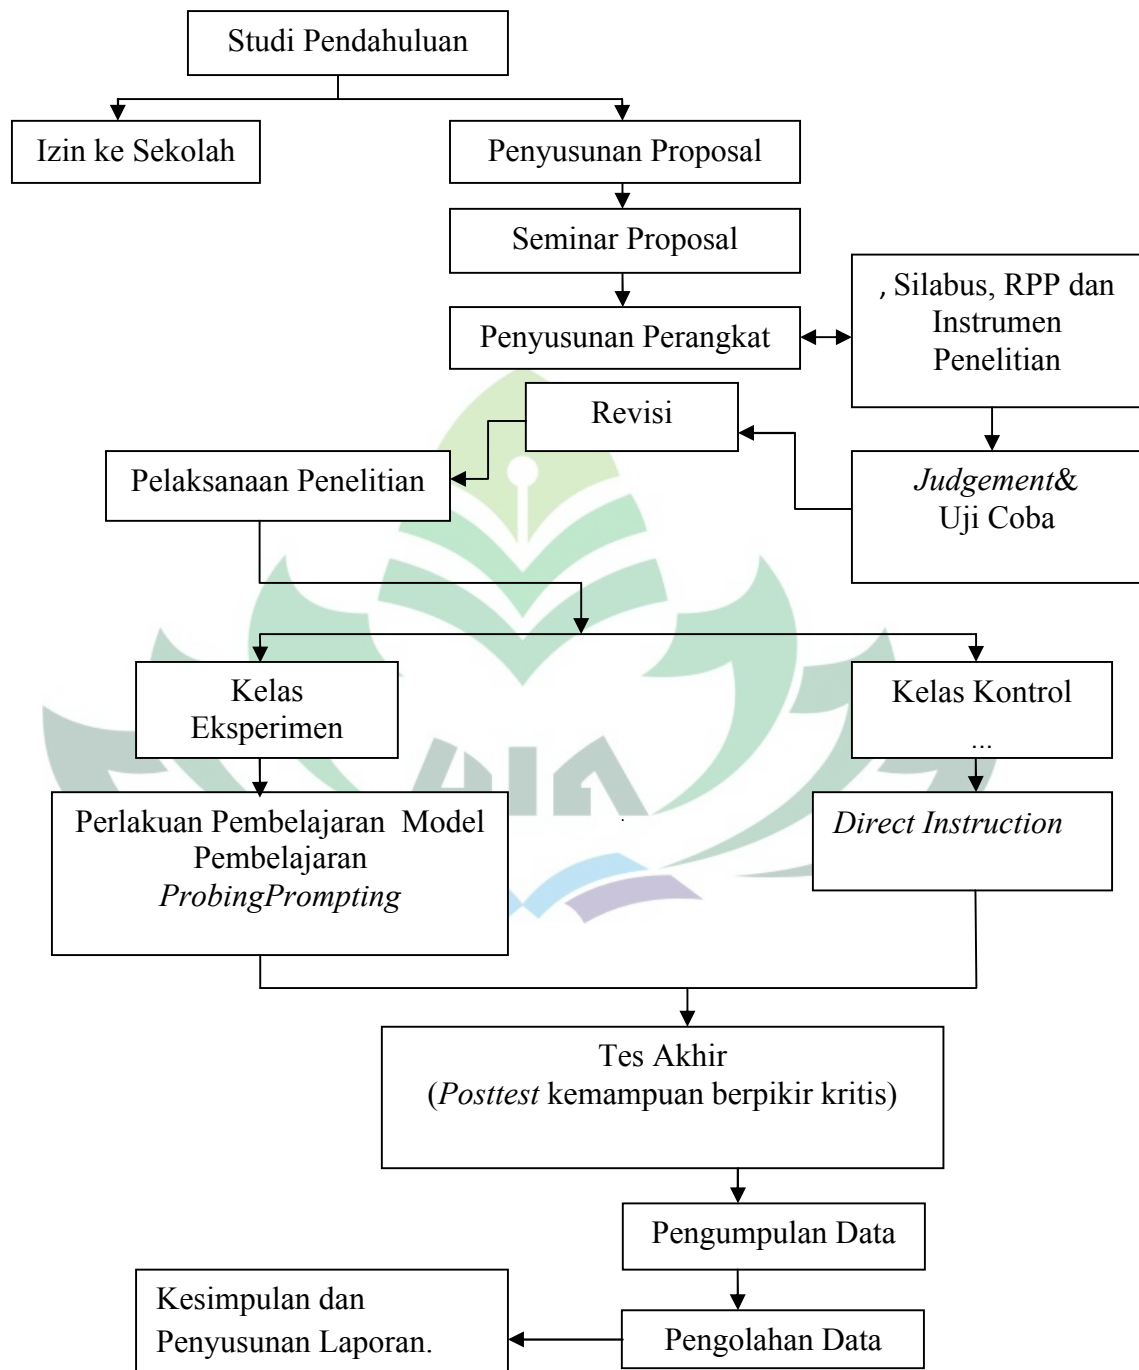 Studi Pendahuluan
Izin ke Sekolah
Penyusunan Proposal
Seminar Proposal
, Silabus, RPP dan
Instrumen
Penelitian
Penyusunan Perangkat
Revisi
Pelaksanaan Penelitian
Judgement&
Uji Coba
Kelas
Eksperimen
Kelas Kontrol
...
Perlakuan Pembelajaran  Model
Pembelajaran
ProbingPrompting
.
Direct Instruction
Tes Akhir
(Posttest kemampuan berpikir kritis)
Pengumpulan Data
Kesimpulan dan
Penyusunan Laporan.
Pengolahan Data